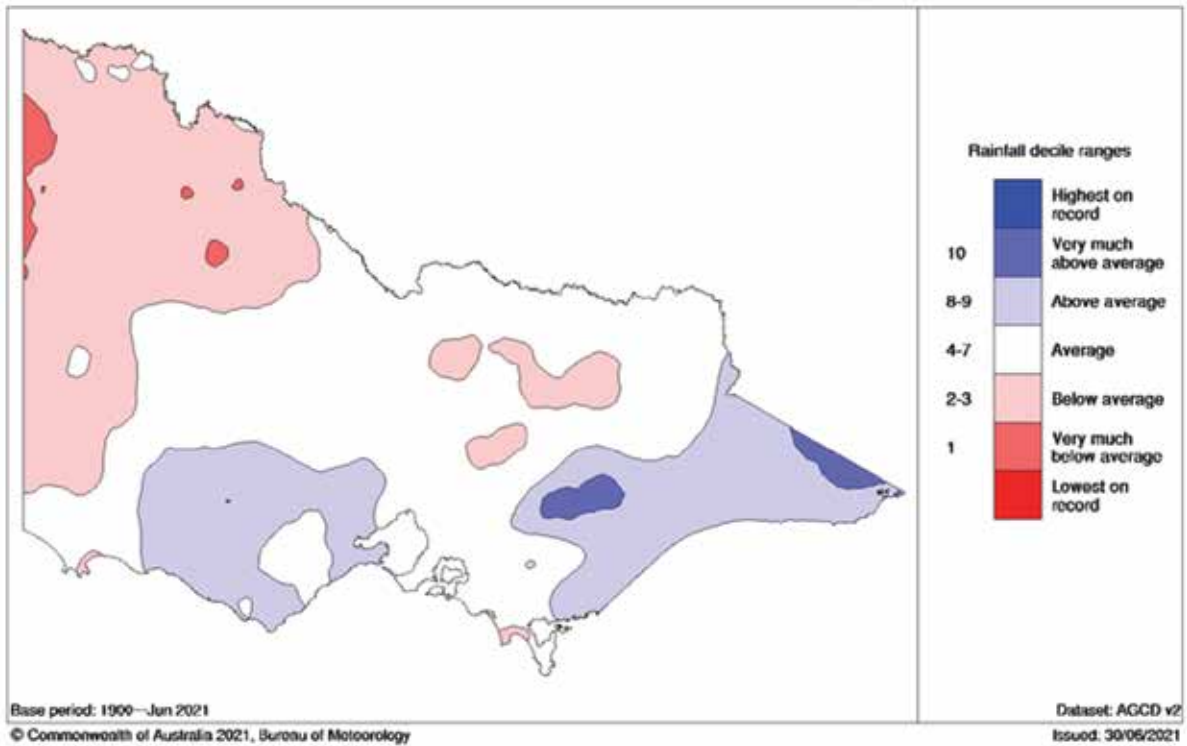 Rainfall decile ranges
Highest on
record
10
Very much
above average
8-9
Above average
4-7
Average
2-3
Below average
1
Very much
below average
Lowest on
record
Base period: 1900—Jun 2021
Dataset: AGCD v2
© Commonwealth of Australia 2021, Bureau of Meteorology
Issued: 30/06/2021